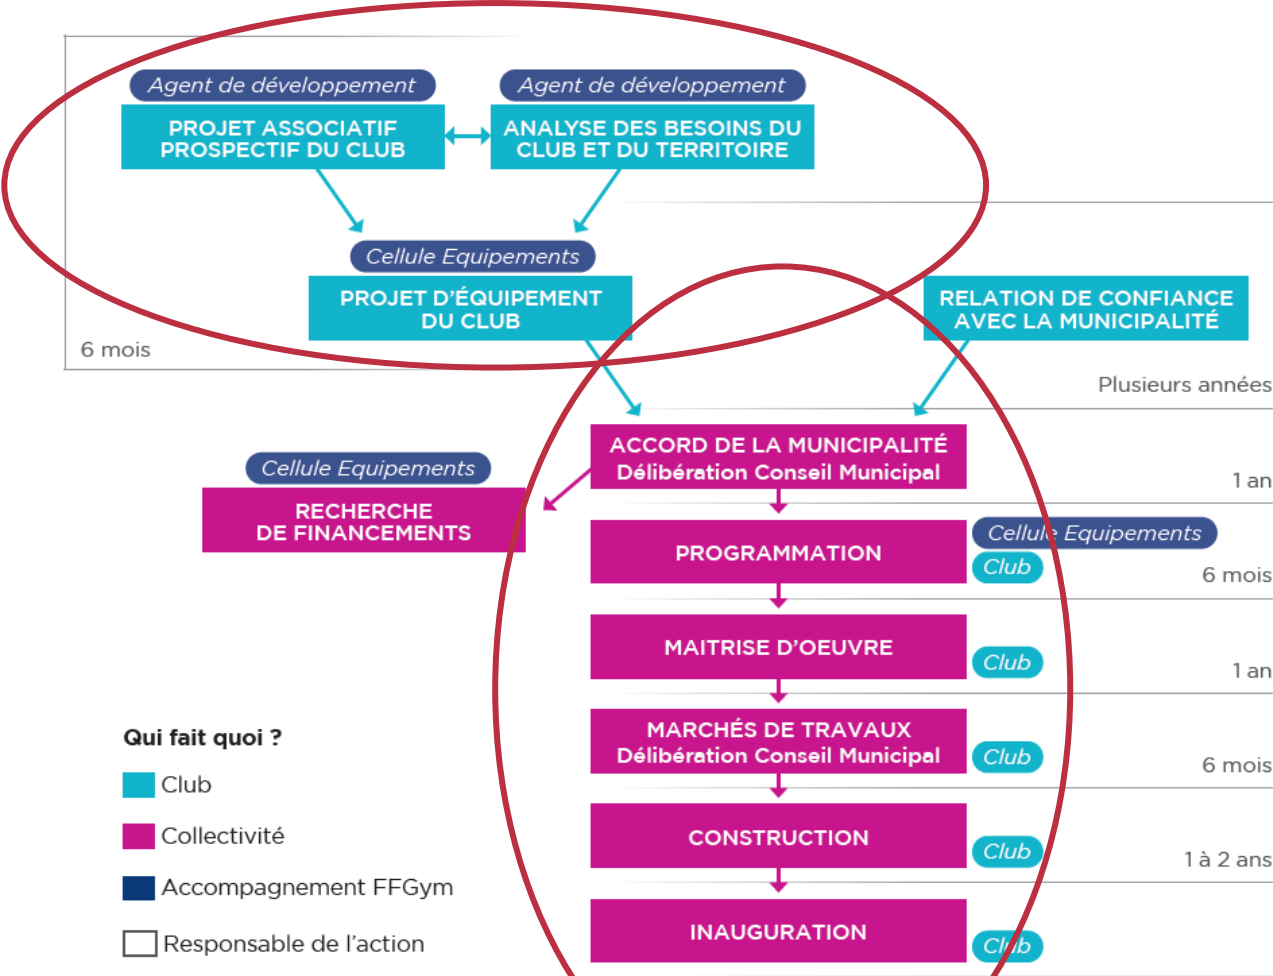 Agent de développement
Agent de développement
PROJET ASSOCIATIF
PROSPECTIF DU CLUB
ANALYSE DES BESOINS DU
CLUB ET DU TERRITOIRE
Cellule Equipements
PROJET D'ÉQUIPEMENT
DU CLUB
RELATION DE CONFIANCE
AVEC LA MUNICIPALITÉ
6 mois
Plusieurs années
ACCORD DE LA MUNICIPALITÉ
Délibération Conseil Municipal
1 an
Cellule Equipements
RECHERCHE
DE FINANCEMENTS
PROGRAMMATION
Cellule Equipements
Club
6 mois
MAITRISE D'OEUVRE
Club
1 an
MARCHÉS DE TRAVAUX
Délibération Conseil Municipal
Club
6 mois
CONSTRUCTION
Club
1 à 2 ans
INAUGURATION
Club
Qui fait quoi ?
Club
Collectivité
Accompagnement FFGym
Responsable de l'action